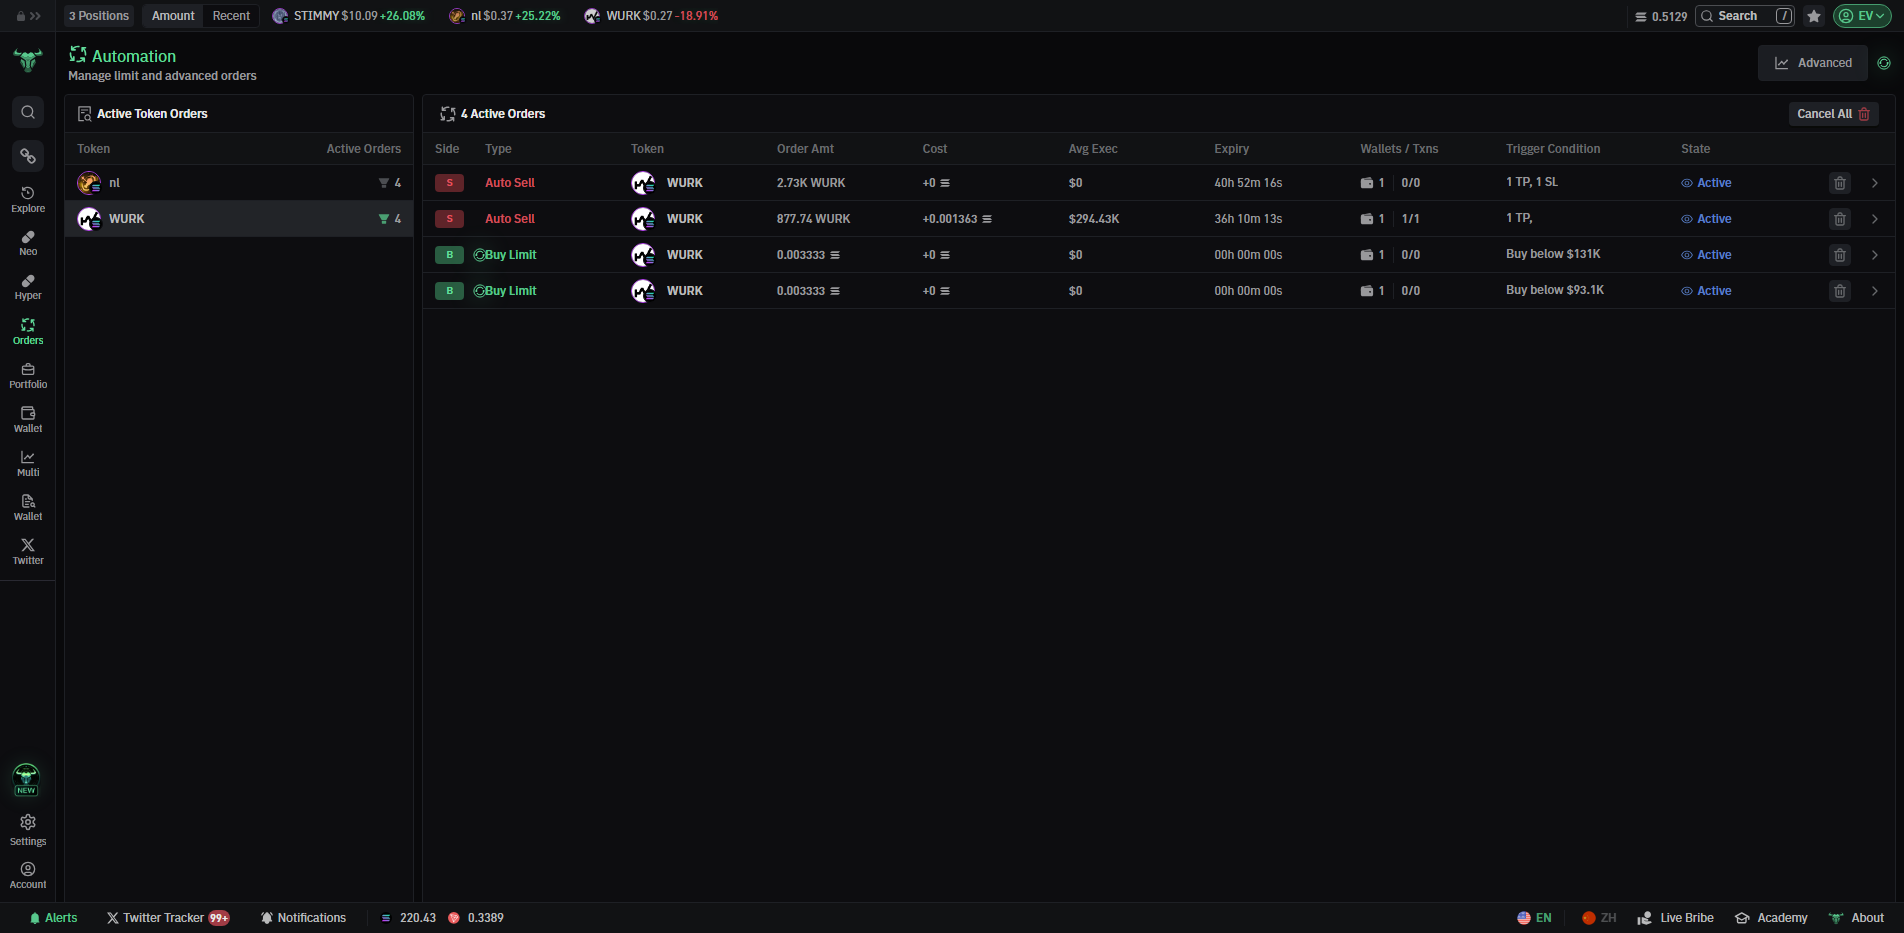 3 Positions Amount Recent STIMMY $10.09 +26.08% nl $0.37 +25.22% WURK $0.27 -18.91% 0.5129 Search / EV
Automation
Manage limit and advanced orders
Advanced
Active Token Orders
Token Active Orders
nl 4
WURK 4
4 Active Orders Cancel All
Side Type Token Order Amt Cost Avg Exec Expiry Wallets / Txns Trigger Condition State
S Auto Sell WURK 2.73K WURK +0 $0 40h 52m 16s 1 0/0 1 TP, 1 SL Active
S Auto Sell WURK 877.74 WURK +0.001363 $294.43K 36h 10m 13s 1 1/1 1 TP, Active
B Buy Limit WURK 0.003333 +0 $0 00h 00m 00s 1 0/0 Buy below $131K Active
B Buy Limit WURK 0.003333 +0 $0 00h 00m 00s 1 0/0 Buy below $93.1K Active
Explore
Neo
Hyper
Orders
Portfolio
Wallet
Multi
Wallet
Twitter
NEW
Settings
Account
Alerts Twitter Tracker 99+ Notifications 220.43 0.3389 EN ZH Live Bribe Academy About